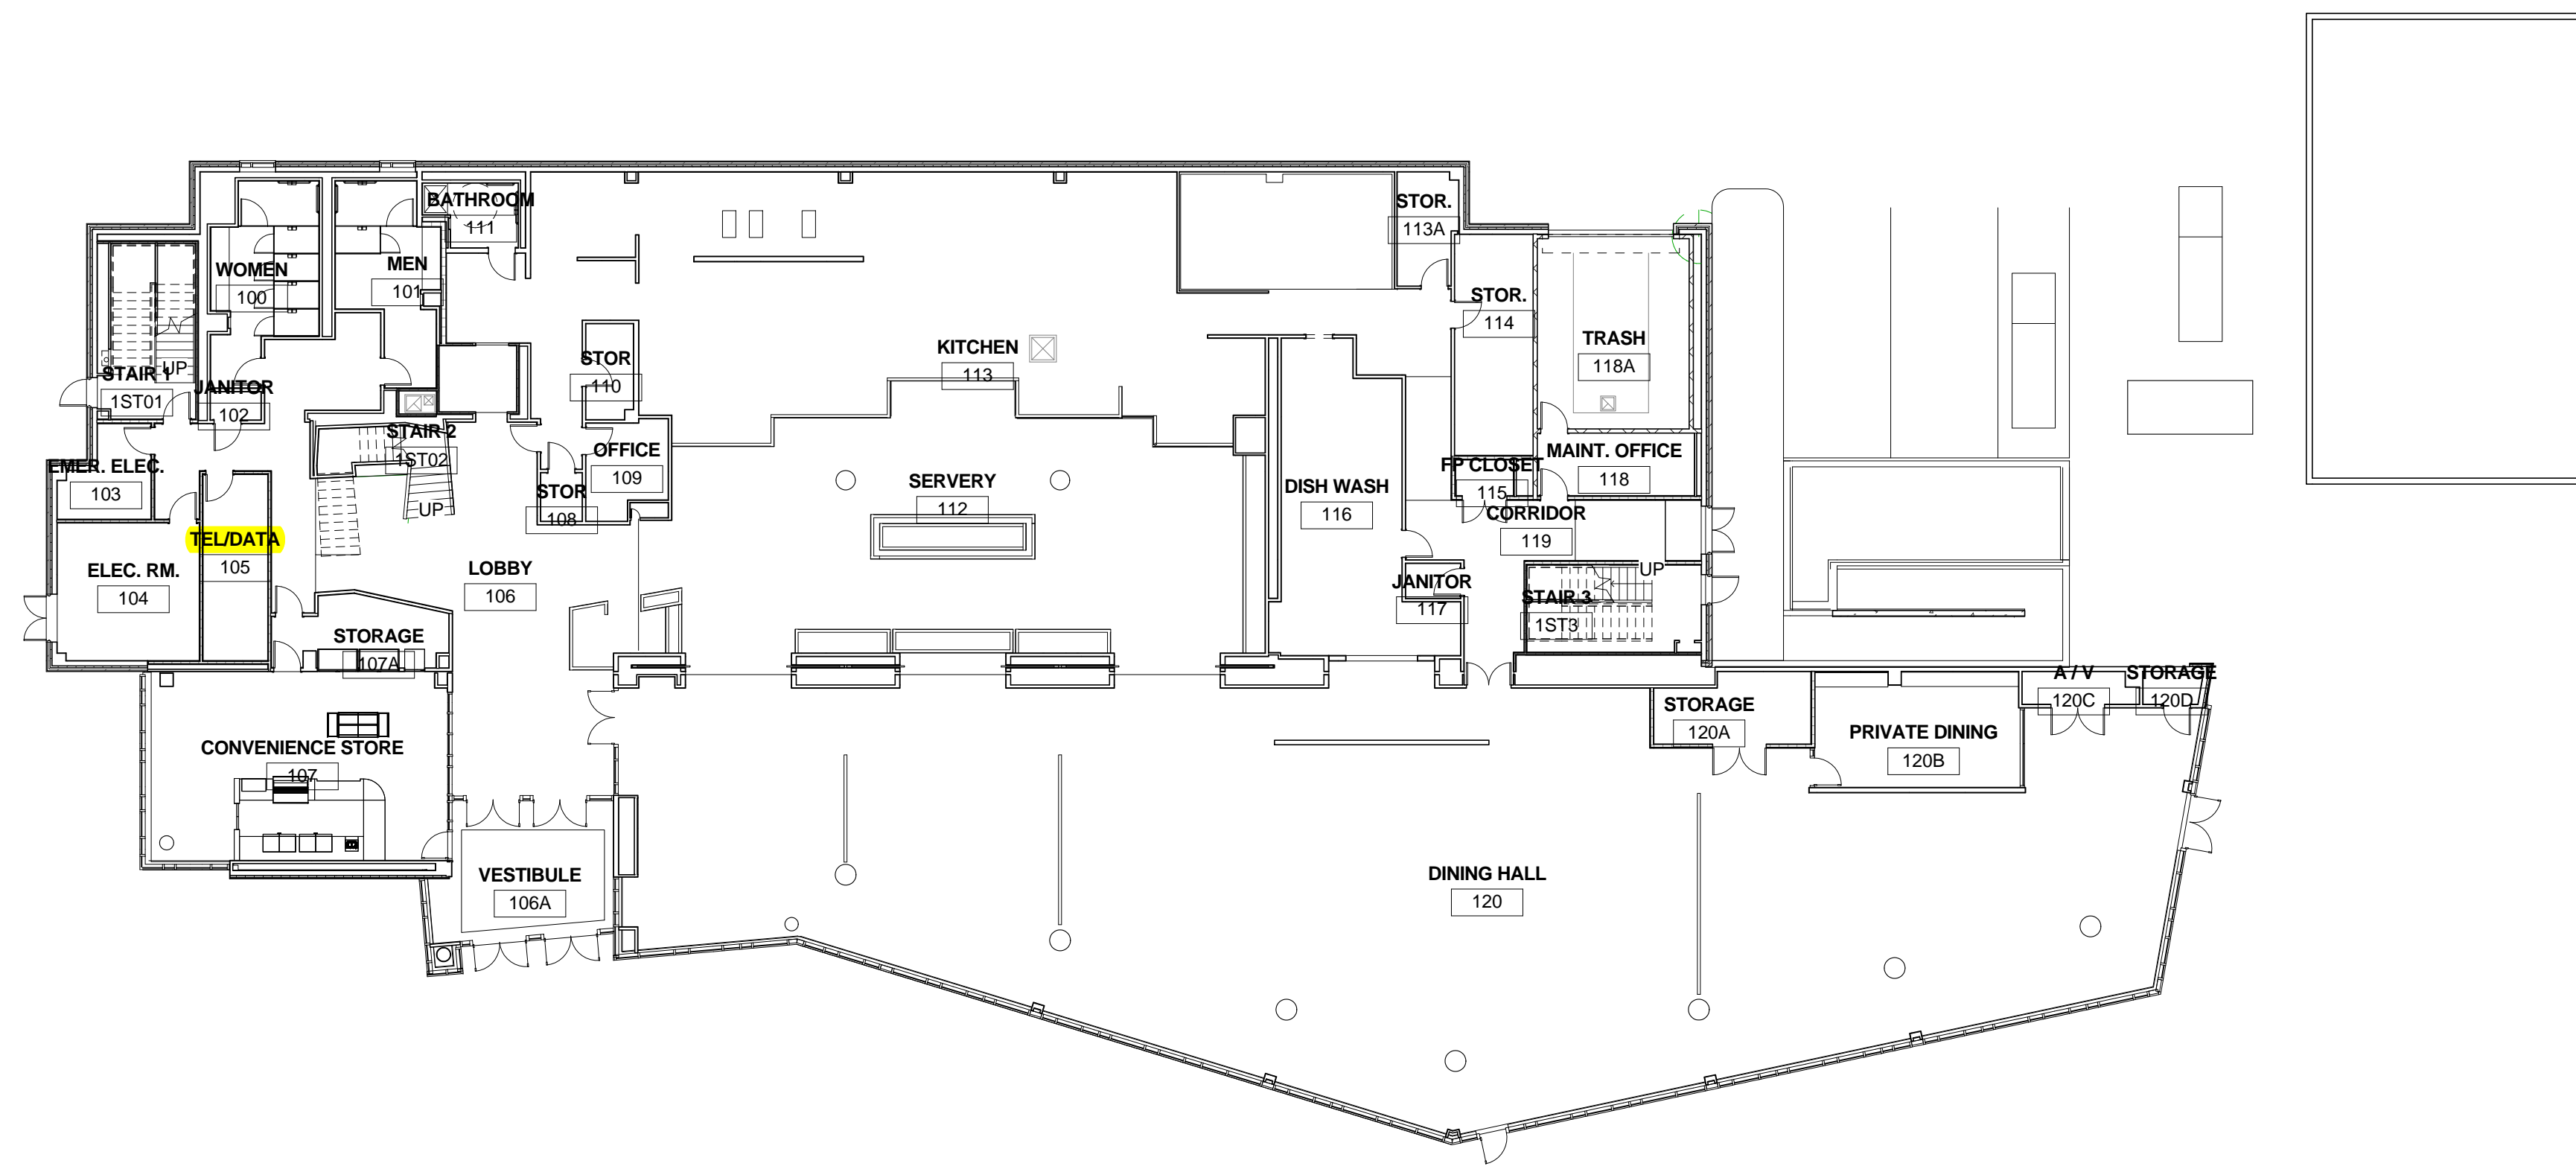 BATHROOM
111
STOR.
113A
WOMEN
100
MEN
101
STOR.
114
TRASH
118A
UP
STAIR 1
1ST01
JANITOR
102
STOR
110
KITCHEN
113
STAIR 2
1ST02
UP
OFFICE
109
EMER. ELEC.
103
STOR
108
SERVERY
112
DISH WASH
116
FP CLOSET
115
MAINT. OFFICE
118
CORRIDOR
119
TEL/DATA
105
ELEC. RM.
104
LOBBY
106
JANITOR
117
UP
STAIR 3
1ST3
STORAGE
107A
STORAGE
120A
PRIVATE DINING
120B
A / V
120C
STORAGE
120D
CONVENIENCE STORE
107
VESTIBULE
106A
DINING HALL
120